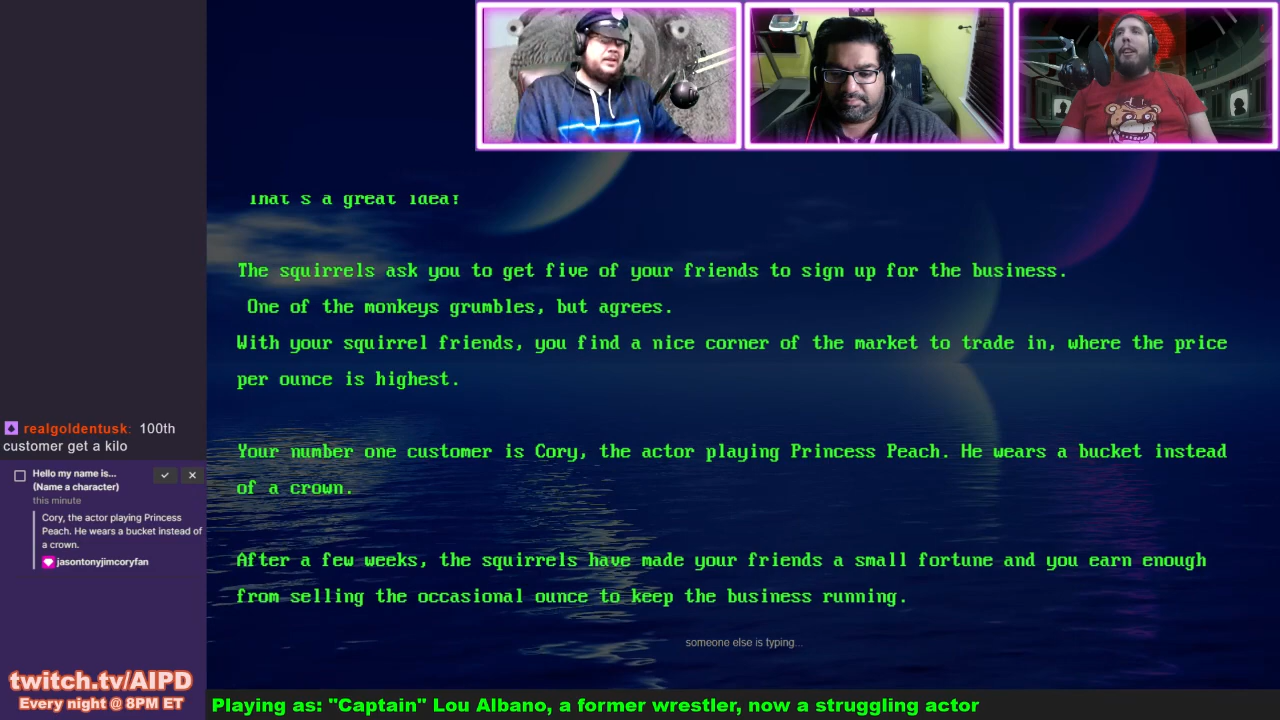 "That's a great idea!
The squirrels ask you to get five of your friends to sign up for the business.
One of the monkeys grumbles, but agrees.
With your squirrel friends, you find a nice corner of the market to trade in, where the price
per ounce is highest.
Your number one customer is Cory, the actor playing Princess Peach. He wears a bucket instead
of a crown.
After a few weeks, the squirrels have made your friends a small fortune and you earn enough
from selling the occasional ounce to keep the business running.
someone else is typing...
realgoldentusk: 100th
customer get a kilo
Hello my name is...
(Name a character)
this minute
Cory, the actor playing Princess
Peach. He wears a bucket instead of
a crown.
jasontonyjimcoryfan
twitch.tv/AIPD
Every night @ 8PM ET
Playing as: "Captain" Lou Albano, a former wrestler, now a struggling actor